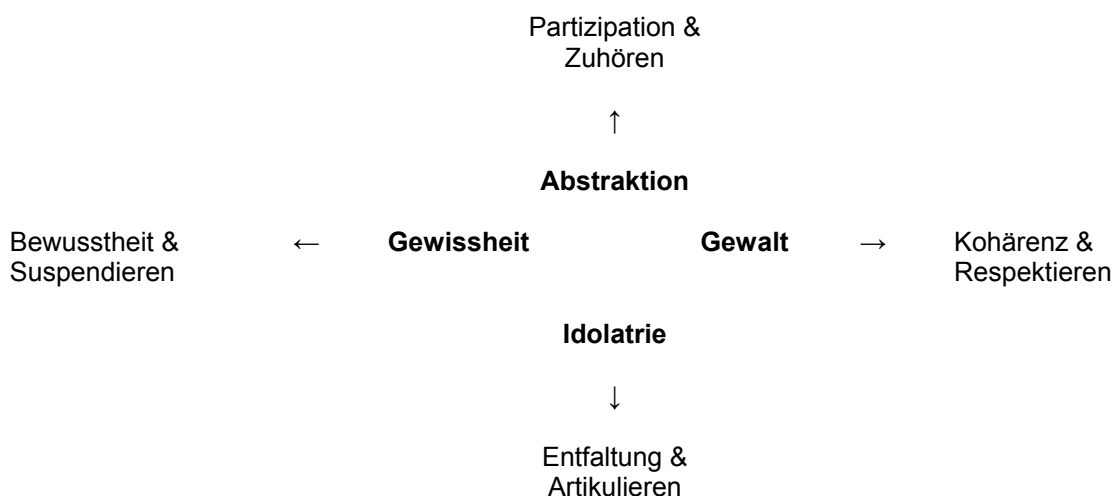 Partizipation &
Zuhören
↑
Abstraktion
Bewusstheit & ← Gewissheit Gewalt → Kohärenz &
Suspendieren Respektieren
Idolatrie
↓
Entfaltung &
Artikulieren